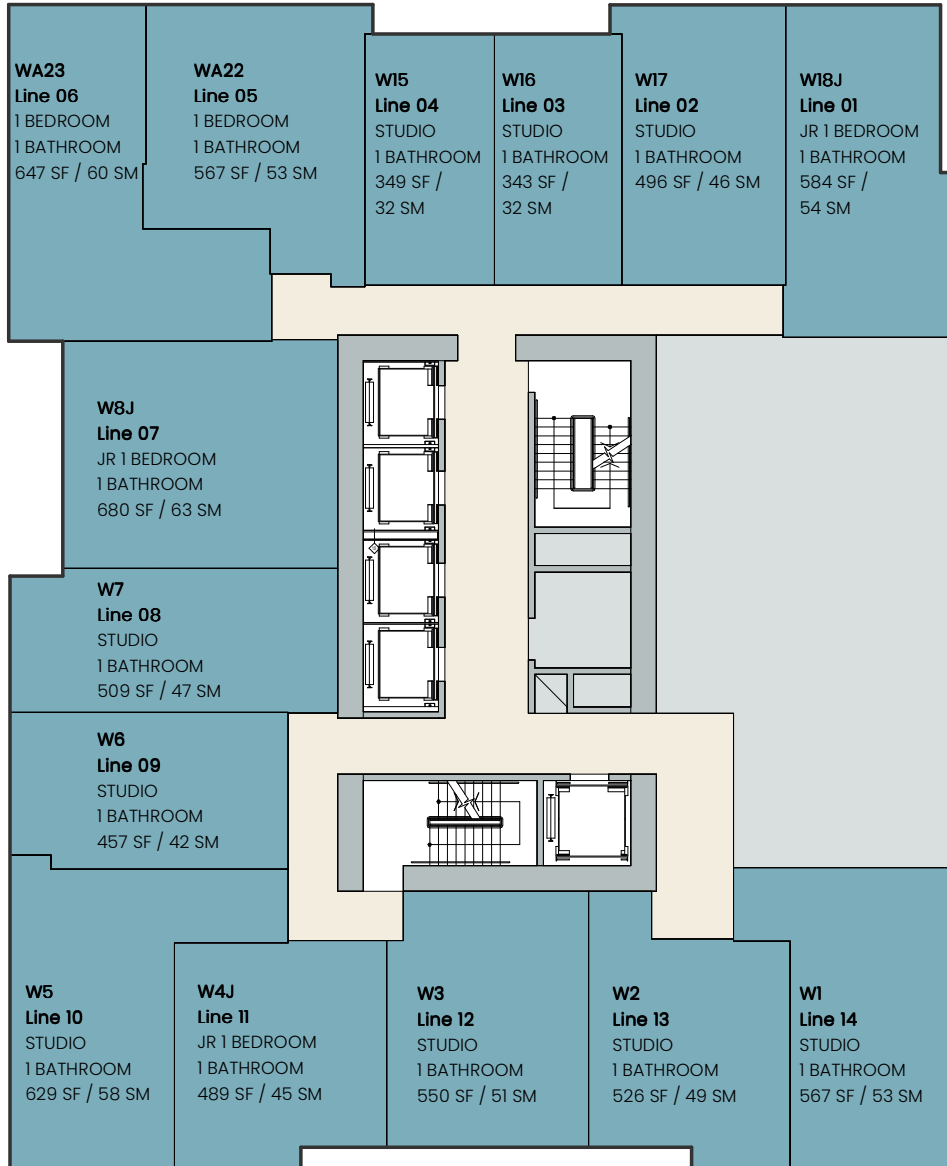 WA23
Line 06
1 BEDROOM
1 BATHROOM
647 SF / 60 SM
WA22
Line 05
1 BEDROOM
1 BATHROOM
567 SF / 53 SM
W15
Line 04
STUDIO
1 BATHROOM
349 SF /
32 SM
W16
Line 03
STUDIO
1 BATHROOM
343 SF /
32 SM
W17
Line 02
STUDIO
1 BATHROOM
496 SF / 46 SM
W18J
Line 01
JR 1 BEDROOM
1 BATHROOM
584 SF /
54 SM
W8J
Line 07
JR 1 BEDROOM
1 BATHROOM
680 SF / 63 SM
W7
Line 08
STUDIO
1 BATHROOM
509 SF / 47 SM
W6
Line 09
STUDIO
1 BATHROOM
457 SF / 42 SM
W5
Line 10
STUDIO
1 BATHROOM
629 SF / 58 SM
W4J
Line 11
JR 1 BEDROOM
1 BATHROOM
489 SF / 45 SM
W3
Line 12
STUDIO
1 BATHROOM
550 SF / 51 SM
W2
Line 13
STUDIO
1 BATHROOM
526 SF / 49 SM
W1
Line 14
STUDIO
1 BATHROOM
567 SF / 53 SM